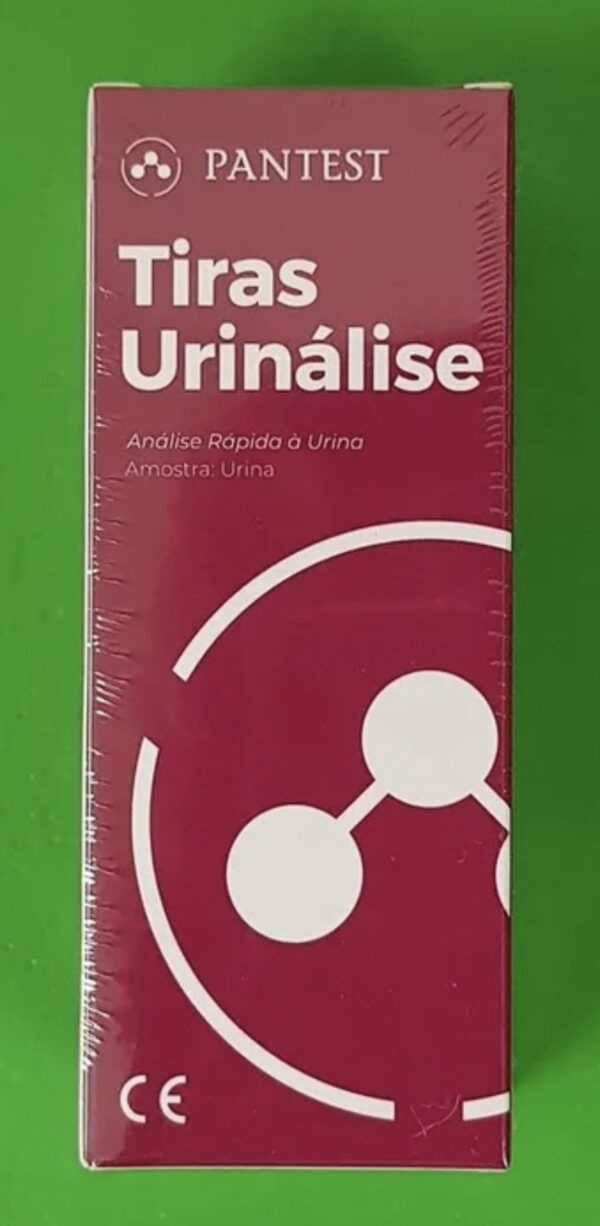 PANTEST
Tiras
Urinálise
Análise Rápida à Urina
Amostra: Urina
CE